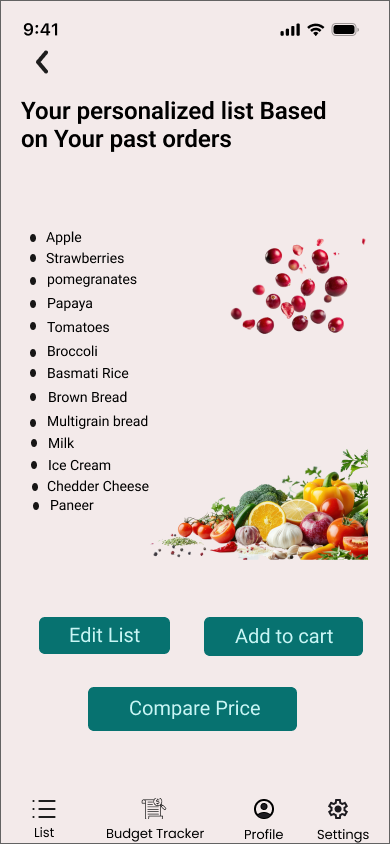 9:41
Your personalized list Based
on Your past orders
Apple
Strawberries
pomegranates
Papaya
Tomatoes
Broccoli
Basmati Rice
Brown Bread
Multigrain bread
Milk
Ice Cream
Chedder Cheese
Paneer
Edit List
Add to cart
Compare Price
List
Budget Tracker
Profile
Settings